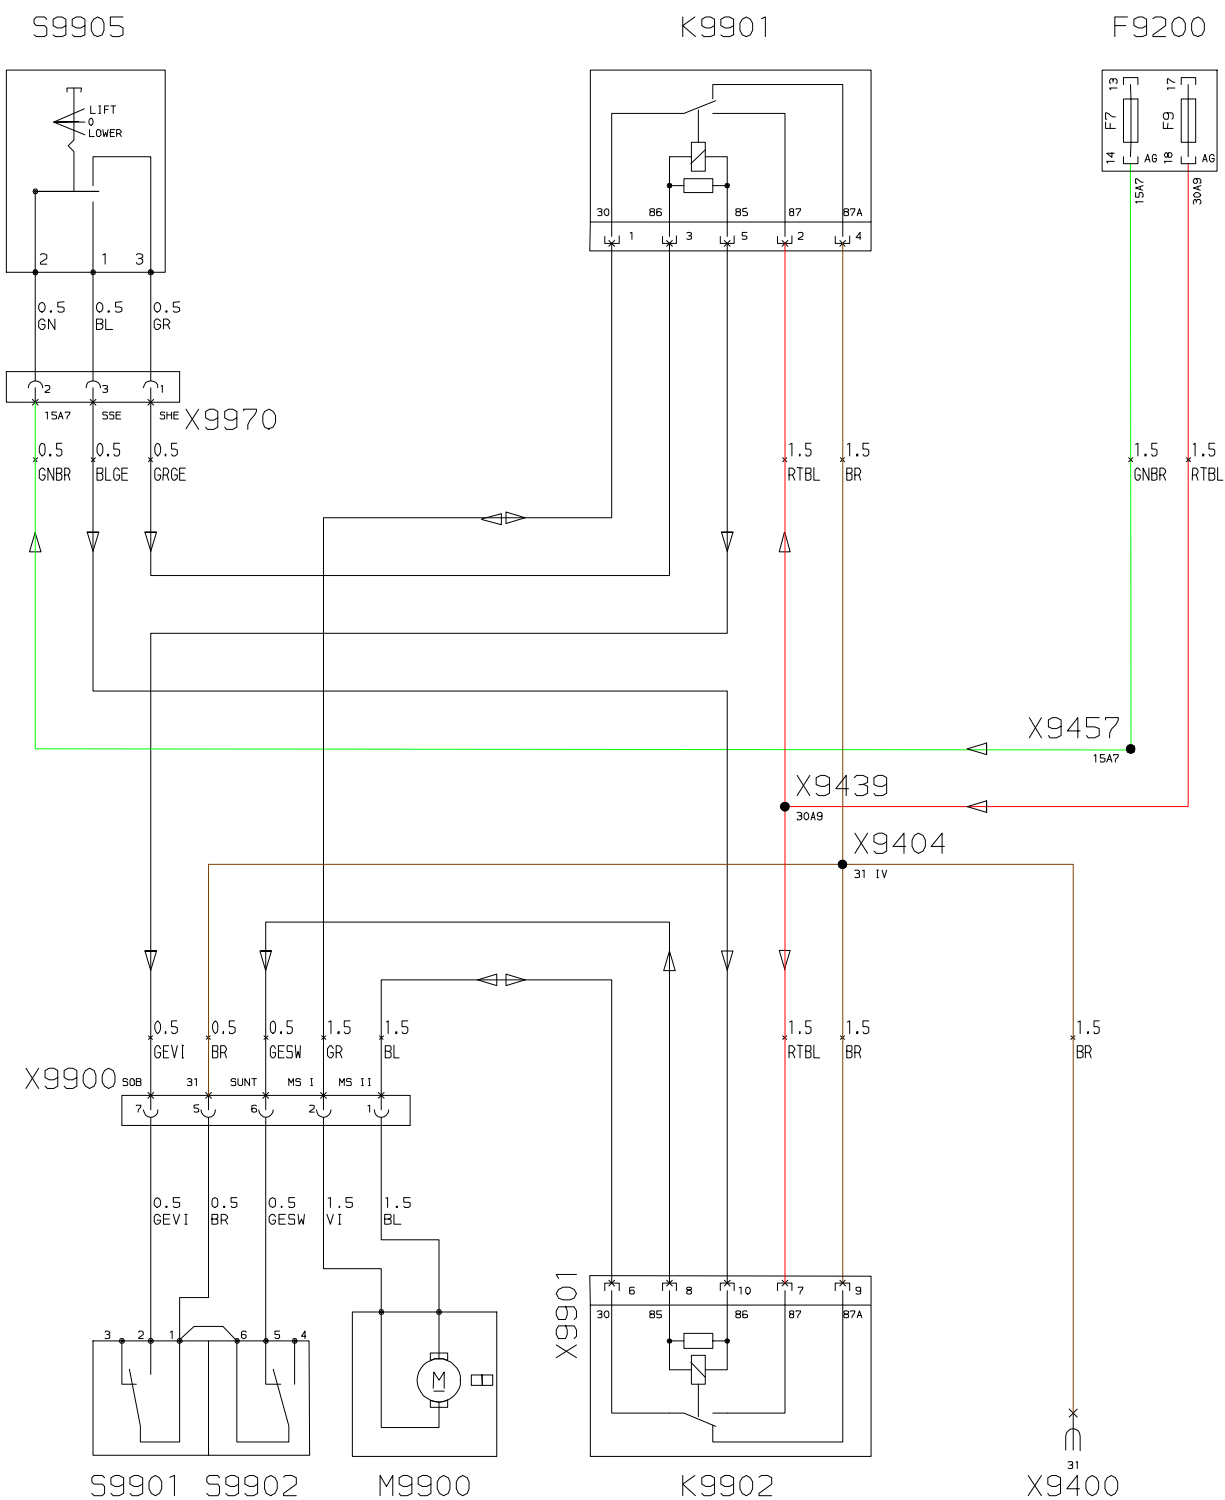 S9905 K9901 F9200
LIFT
0
LOWER
13 17
F7 F9
14 AG 18 AG
15A7 30A9
30 86 85 87 87A
1 3 5 2 4
2 1 3
0.5 0.5 0.5
GN BL GR
2 3 1
15A7 SSE SHE X9970
0.5 0.5 0.5 1.5 1.5 1.5 1.5
GNBR BLGE GRGE RTBL BR GNBR RTBL
X9457
15A7
X9439
30A9
X9404
31 IV
0.5 0.5 0.5 1.5 1.5 1.5 1.5 1.5
GEVI BR GESW GR BL RTBL BR BR
X9900 SOB 31 SUNT MS I MS II
7 5 6 2 1
0.5 0.5 0.5 1.5 1.5
GEVI BR GESW VI BL
X9901
6 8 10 7 9
30 85 86 87 87A
3 2 1 6 5 4
M
31
S9901 S9902 M9900 K9902 X9400